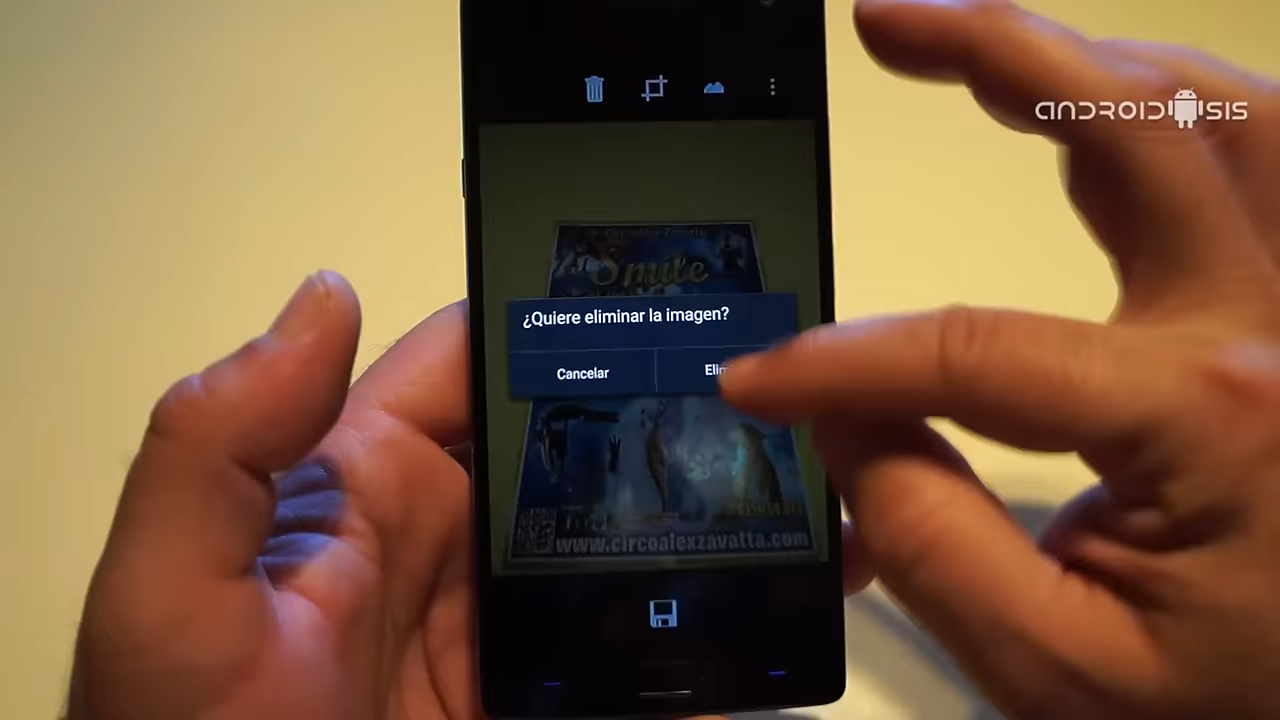 ANDROIDSIS
Smile
¿Quiere eliminar la imagen?
Cancelar
www.circoalexzavatta.com